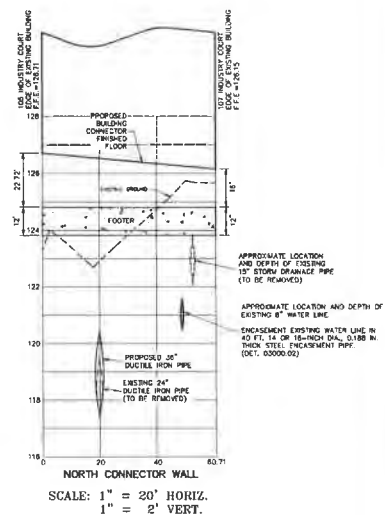 105 INDUSTRY COURT
EDGE OF EXISTING BUILDING
F.F.E.=126.71
107 INDUSTRY COURT
EDGE OF EXISTING BUILDING
F.F.E.=126.15
128
PROPOSED
BUILDING
CONNECTOR
FINISHED
FLOOR
126
22.72"
GROUND
16"
12"
FOOTER
12"
124
APPROXIMATE LOCATION
AND DEPTH OF EXISTING
15" STORM DRAINAGE PIPE
(TO BE REMOVED)
122
APPROXIMATE LOCATION AND DEPTH OF
EXISTING 8" WATER LINE.
ENCASEMENT EXISTING WATER LINE IN
40 FT. 14 OR 16-INCH DIA., 0.188 IN
THICK STEEL ENCASEMENT PIPE.
(DET. 03000.02)
120
PROPOSED 36"
DUCTILE IRON PIPE
EXISTING 24"
DUCTILE IRON PIPE
(TO BE REMOVED)
118
116
0 20 40 60.71
NORTH CONNECTOR WALL
SCALE: 1" = 20' HORIZ.
1" = 2' VERT.